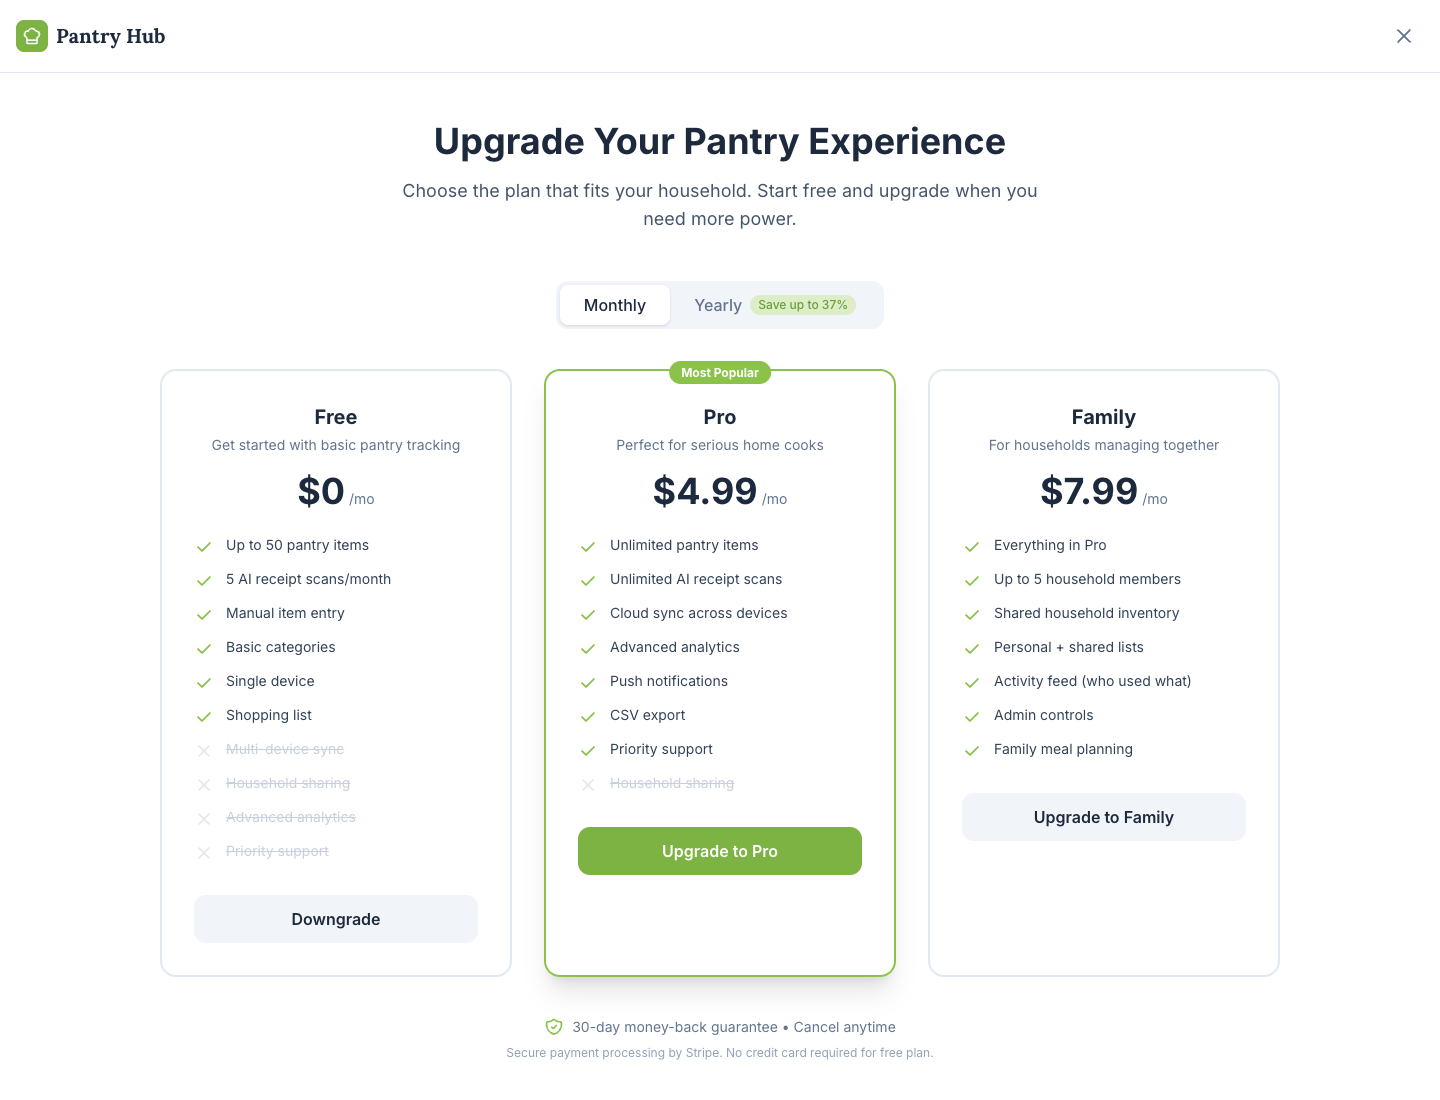 Pantry Hub
Upgrade Your Pantry Experience
Choose the plan that fits your household. Start free and upgrade when you
need more power.
Monthly
Yearly
Save up to 37%
Free
Get started with basic pantry tracking
$0 /mo
Up to 50 pantry items
5 AI receipt scans/month
Manual item entry
Basic categories
Single device
Shopping list
Multi-device sync
Household sharing
Advanced analytics
Priority support
Downgrade
Most Popular
Pro
Perfect for serious home cooks
$4.99 /mo
Unlimited pantry items
Unlimited AI receipt scans
Cloud sync across devices
Advanced analytics
Push notifications
CSV export
Priority support
Household sharing
Upgrade to Pro
Family
For households managing together
$7.99 /mo
Everything in Pro
Up to 5 household members
Shared household inventory
Personal + shared lists
Activity feed (who used what)
Admin controls
Family meal planning
Upgrade to Family
30-day money-back guarantee • Cancel anytime
Secure payment processing by Stripe. No credit card required for free plan.